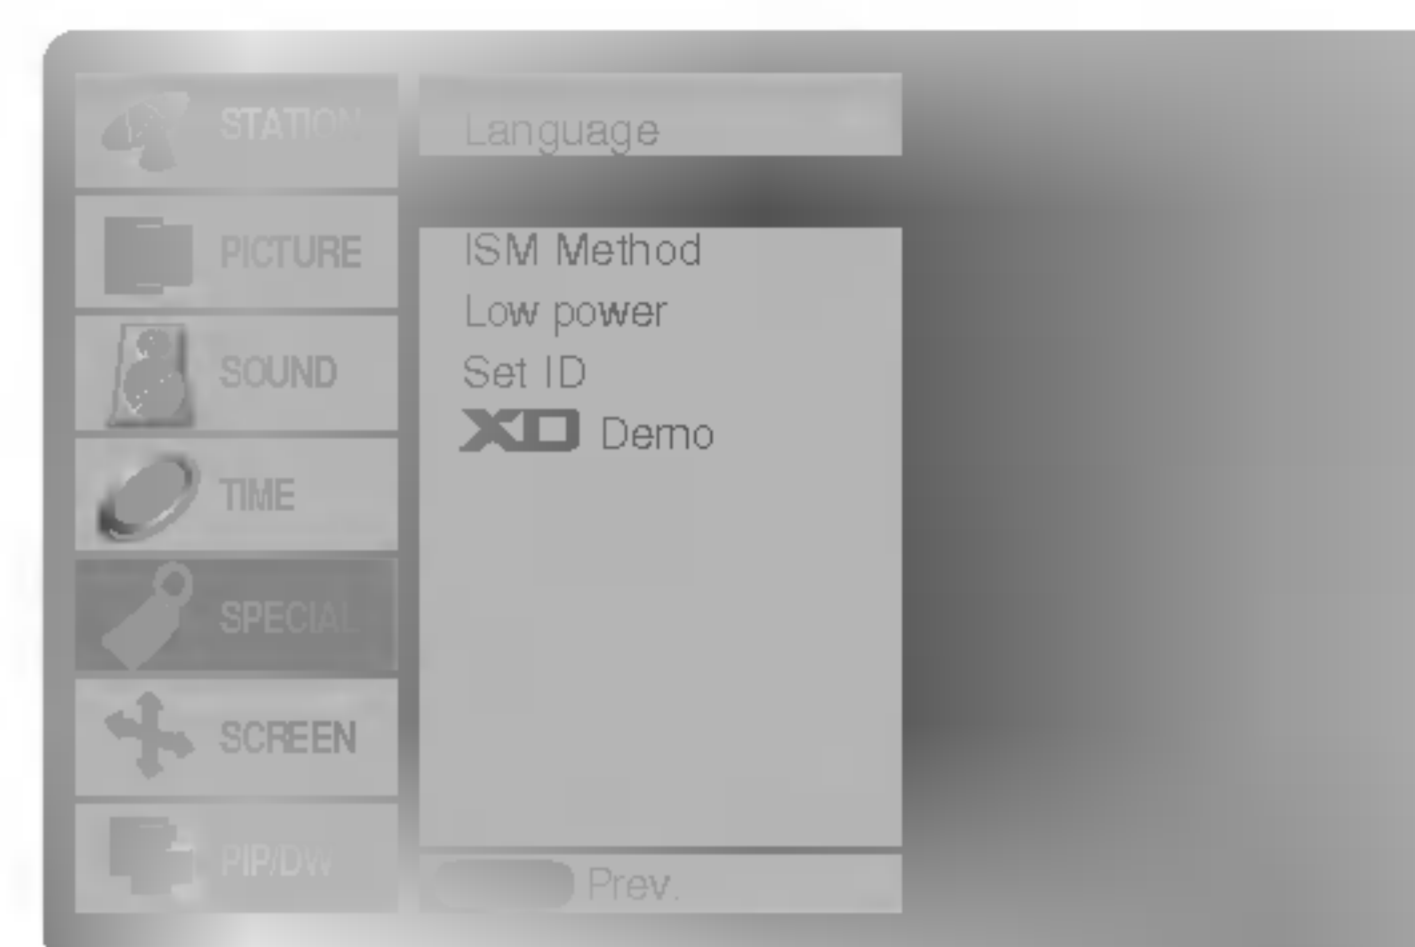 STATION
PICTURE
SOUND
TIME
SPECIAL
SCREEN
PIP/DW
Language
ISM Method
Low power
Set ID
XD Demo
Prev.